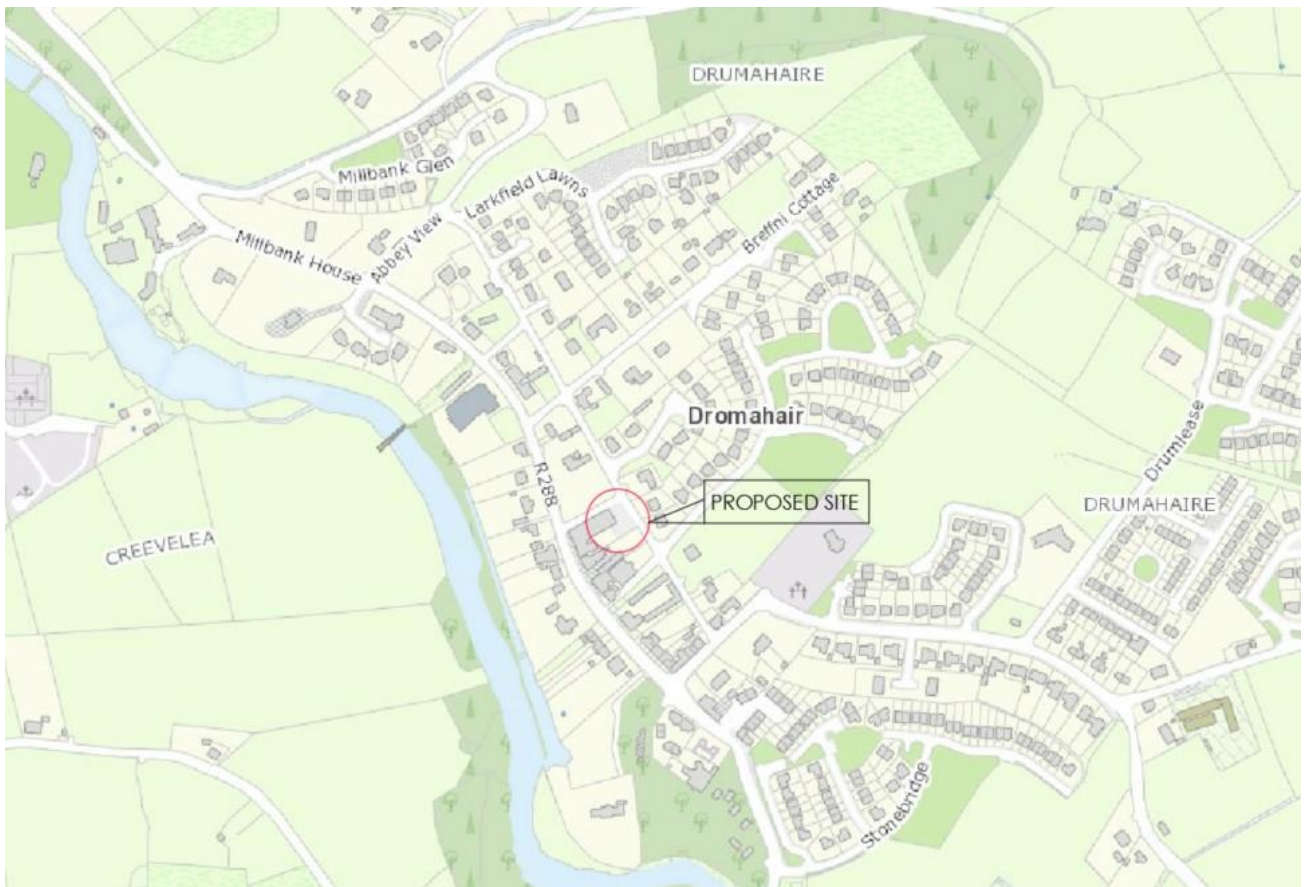 DRUMAHAIRE
Millbank Glen
Larkfield Lawns
Breffni Cottage
Abbey View
Millbank House
Dromahair
R288
PROPOSED SITE
Drumlease
DRUMAHAIRE
CREEVELEA
Stonebridge